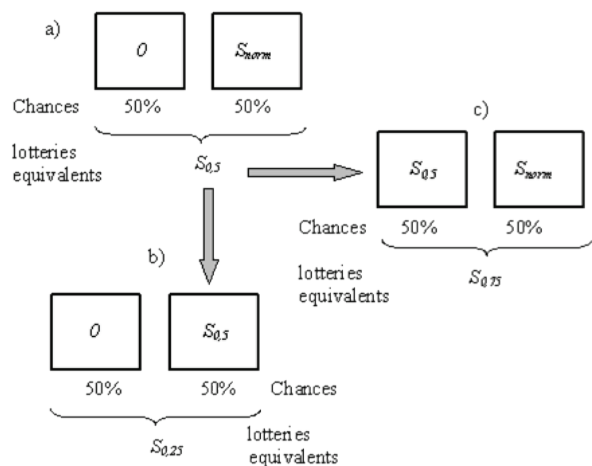 a)
0 S_norm
Chances 50% 50%
lotteries
equivalents
S_0,5
c)
S_0,5 S_norm
Chances 50% 50%
lotteries
equivalents
S_0,75
b)
0 S_0,5
50% 50% Chances
S_0,25
lotteries
equivalents